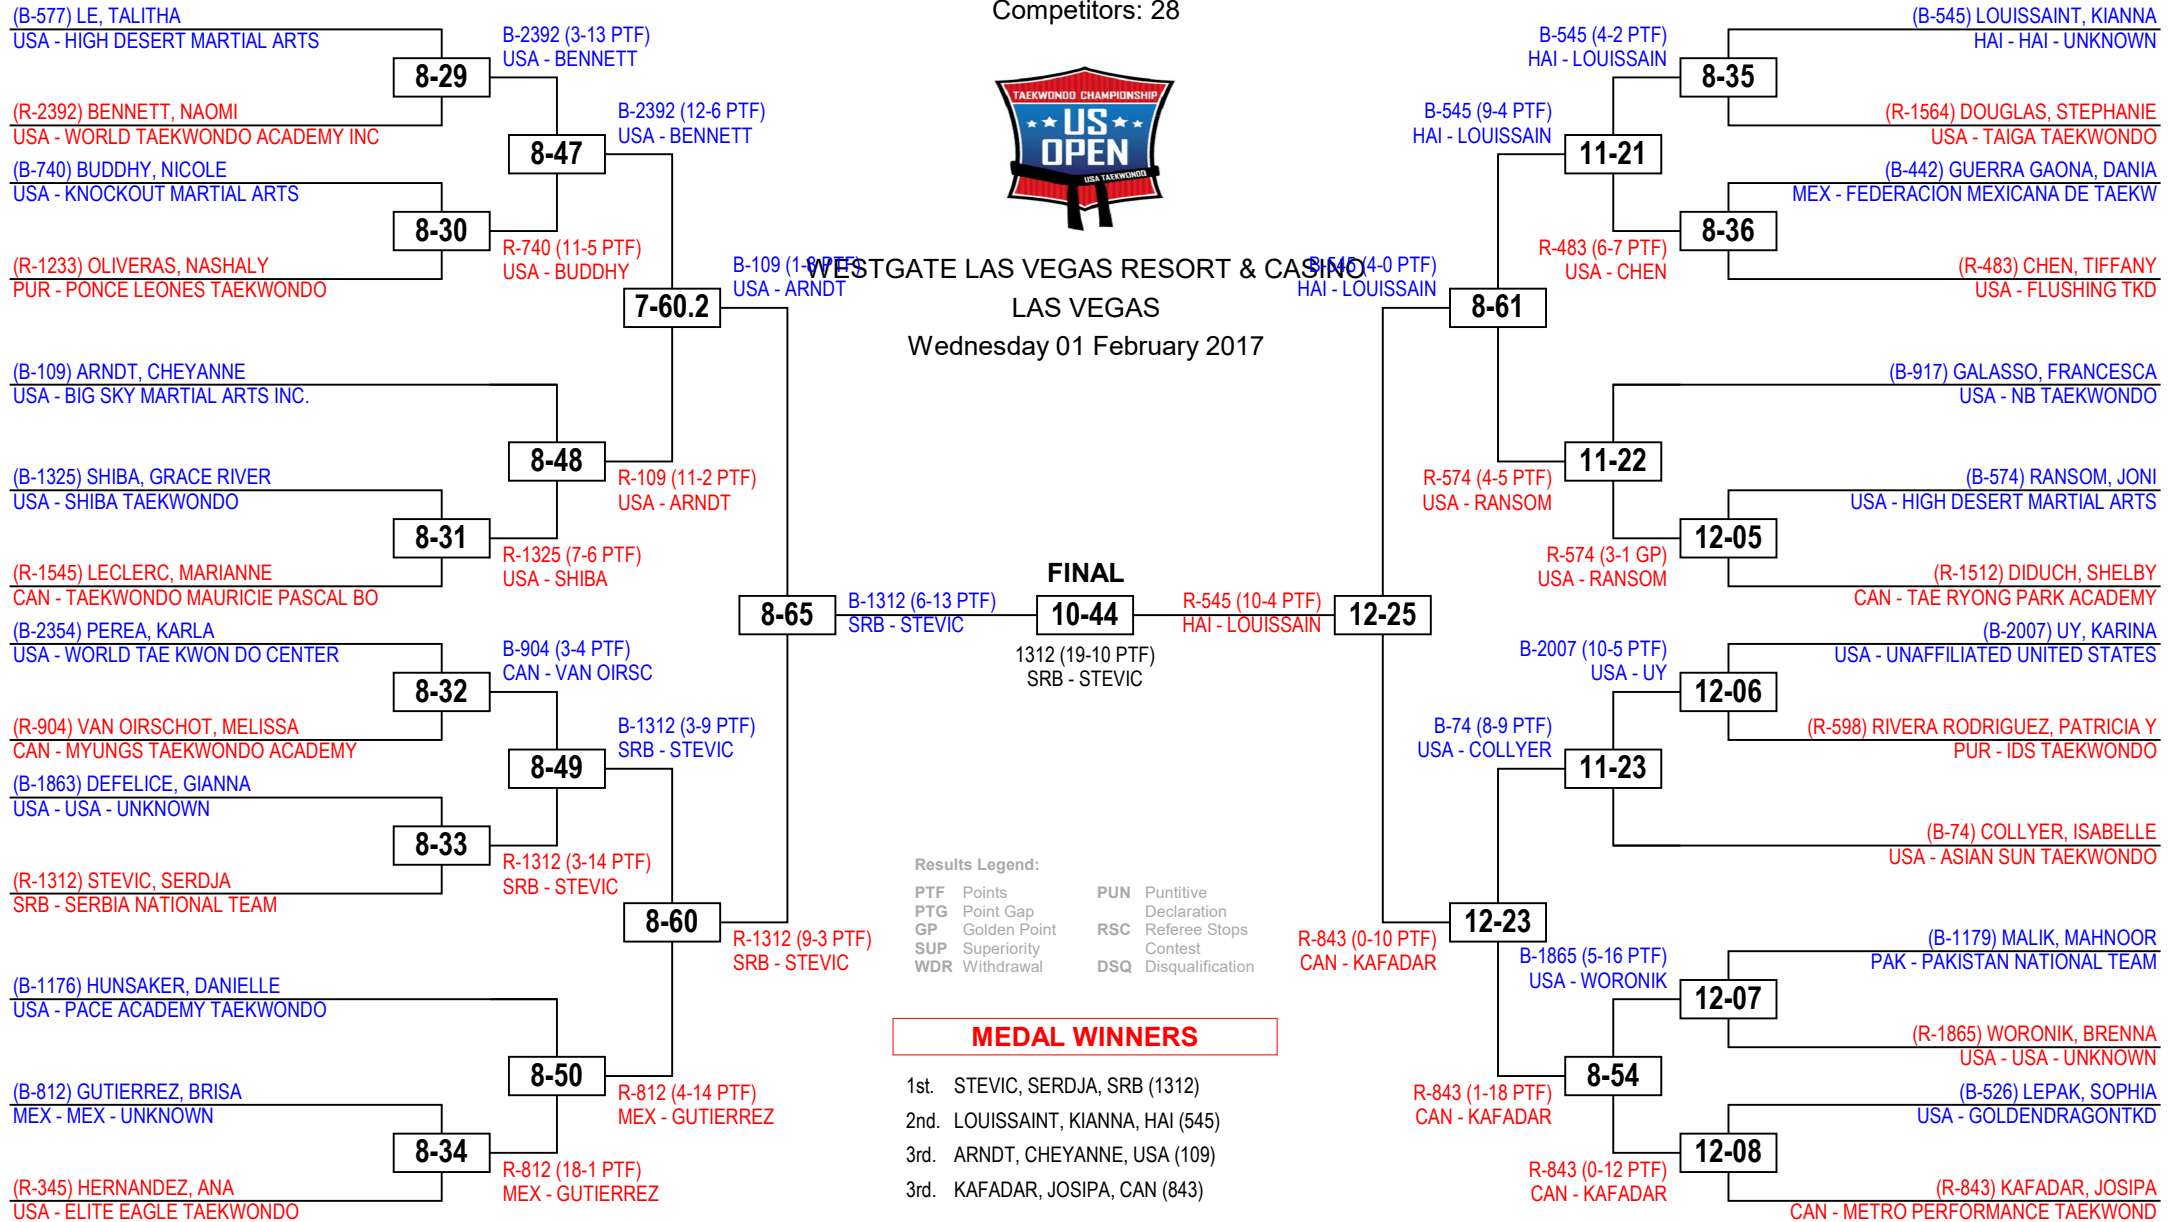 Competitors: 28
TAEKWONDO CHAMPIONSHIP
US
OPEN
USA TAEKWONDO
WESTGATE LAS VEGAS RESORT & CASINO
LAS VEGAS
Wednesday 01 February 2017
(B-577) LE, TALITHA
USA - HIGH DESERT MARTIAL ARTS
8-29
(R-2392) BENNETT, NAOMI
USA - WORLD TAEKWONDO ACADEMY INC
(B-740) BUDDHY, NICOLE
USA - KNOCKOUT MARTIAL ARTS
8-30
(R-1233) OLIVERAS, NASHALY
PUR - PONCE LEONES TAEKWONDO
(B-109) ARNDT, CHEYANNE
USA - BIG SKY MARTIAL ARTS INC.
(B-1325) SHIBA, GRACE RIVER
USA - SHIBA TAEKWONDO
8-31
(R-1545) LECLERC, MARIANNE
CAN - TAEKWONDO MAURICIE PASCAL BO
(B-2354) PEREA, KARLA
USA - WORLD TAE KWON DO CENTER
8-32
(R-904) VAN OIRSCHOT, MELISSA
CAN - MYUNGS TAEKWONDO ACADEMY
(B-1863) DEFELICE, GIANNA
USA - USA - UNKNOWN
8-33
(R-1312) STEVIC, SERDJA
SRB - SERBIA NATIONAL TEAM
(B-1176) HUNSAKER, DANIELLE
USA - PACE ACADEMY TAEKWONDO
(B-812) GUTIERREZ, BRISA
MEX - MEX - UNKNOWN
8-34
(R-345) HERNANDEZ, ANA
USA - ELITE EAGLE TAEKWONDO
B-2392 (3-13 PTF)
USA - BENNETT
8-47
R-740 (11-5 PTF)
USA - BUDDHY
8-48
R-1325 (7-6 PTF)
USA - SHIBA
B-904 (3-4 PTF)
CAN - VAN OIRSC
8-49
R-1312 (3-14 PTF)
SRB - STEVIC
8-50
R-812 (18-1 PTF)
MEX - GUTIERREZ
B-2392 (12-6 PTF)
USA - BENNETT
7-60.2
R-109 (11-2 PTF)
USA - ARNDT
B-1312 (3-9 PTF)
SRB - STEVIC
8-60
R-812 (4-14 PTF)
MEX - GUTIERREZ
B-109 (1-8 PTF)
USA - ARNDT
8-65
R-1312 (9-3 PTF)
SRB - STEVIC
B-1312 (6-13 PTF)
SRB - STEVIC
FINAL
10-44
1312 (19-10 PTF)
SRB - STEVIC
R-545 (10-4 PTF)
HAI - LOUISSAIN
12-25
B-545 (4-0 PTF)
HAI - LOUISSAIN
8-61
R-843 (0-10 PTF)
CAN - KAFADAR
12-23
B-545 (9-4 PTF)
HAI - LOUISSAIN
11-21
R-574 (4-5 PTF)
USA - RANSOM
11-22
B-74 (8-9 PTF)
USA - COLLYER
11-23
R-843 (1-18 PTF)
CAN - KAFADAR
8-54
B-545 (4-2 PTF)
HAI - LOUISSAIN
8-35
R-483 (6-7 PTF)
USA - CHEN
8-36
R-574 (3-1 GP)
USA - RANSOM
12-05
B-2007 (10-5 PTF)
USA - UY
12-06
B-1865 (5-16 PTF)
USA - WORONIK
12-07
R-843 (0-12 PTF)
CAN - KAFADAR
12-08
(B-545) LOUISSAINT, KIANNA
HAI - HAI - UNKNOWN
(R-1564) DOUGLAS, STEPHANIE
USA - TAIGA TAEKWONDO
(B-442) GUERRA GAONA, DANIA
MEX - FEDERACION MEXICANA DE TAEKW
(R-483) CHEN, TIFFANY
USA - FLUSHING TKD
(B-917) GALASSO, FRANCESCA
USA - NB TAEKWONDO
(B-574) RANSOM, JONI
USA - HIGH DESERT MARTIAL ARTS
(R-1512) DIDUCH, SHELBY
CAN - TAE RYONG PARK ACADEMY
(B-2007) UY, KARINA
USA - UNAFFILIATED UNITED STATES
(R-598) RIVERA RODRIGUEZ, PATRICIA Y
PUR - IDS TAEKWONDO
(B-74) COLLYER, ISABELLE
USA - ASIAN SUN TAEKWONDO
(B-1179) MALIK, MAHNOOR
PAK - PAKISTAN NATIONAL TEAM
(R-1865) WORONIK, BRENNA
USA - USA - UNKNOWN
(B-526) LEPAK, SOPHIA
USA - GOLDENDRAGONTKD
(R-843) KAFADAR, JOSIPA
CAN - METRO PERFORMANCE TAEKWOND
Results Legend:
PTF Points
PTG Point Gap
GP Golden Point
SUP Superiority
WDR Withdrawal
PUN Puntitive
Declaration
RSC Referee Stops
Contest
DSQ Disqualification
MEDAL WINNERS
1st. STEVIC, SERDJA, SRB (1312)
2nd. LOUISSAINT, KIANNA, HAI (545)
3rd. ARNDT, CHEYANNE, USA (109)
3rd. KAFADAR, JOSIPA, CAN (843)